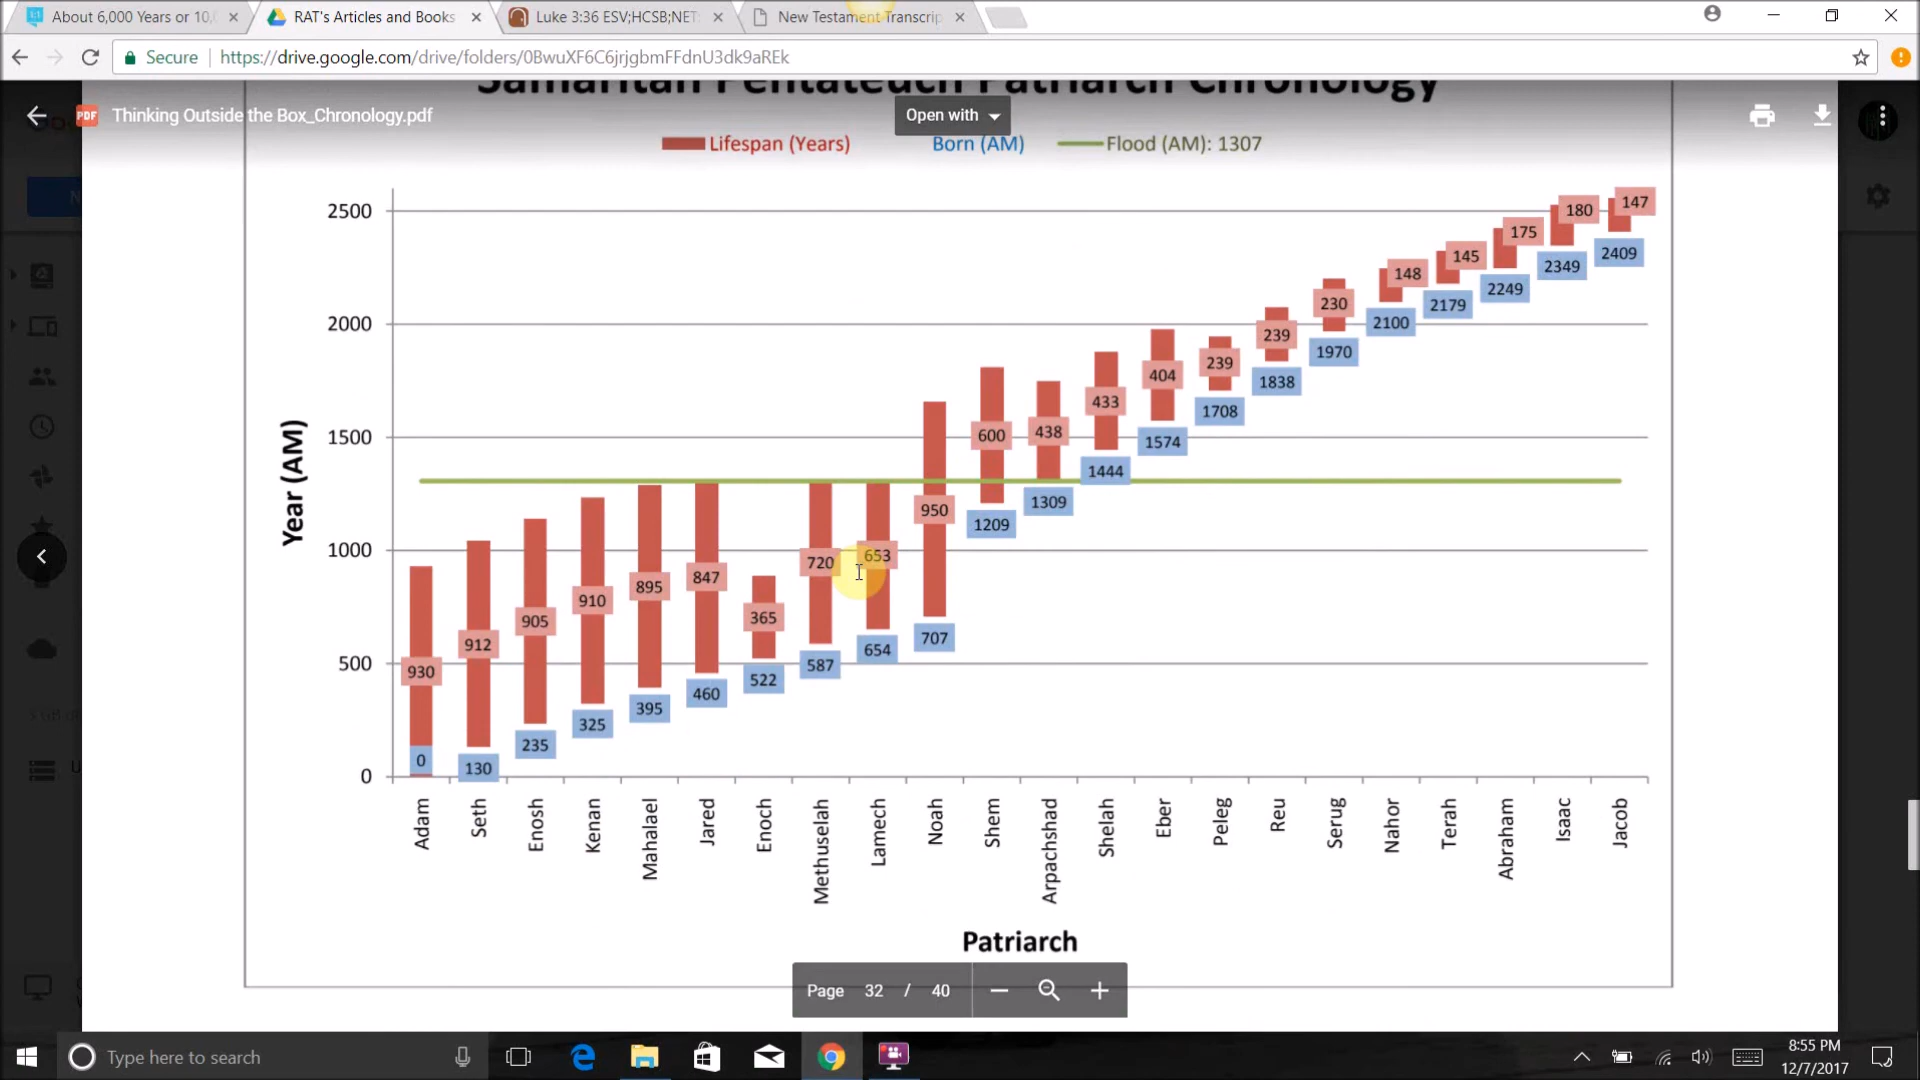 About 6,000 Years or 10,
RAT's Articles and Books
Luke 3:36 ESV;HCSB;NET
New Testament Transcrip
Secure
https://drive.google.com/drive/folders/0BwuXF6C6jrjgbmFFdnU3dk9aREk
Samaritan Pentateuch Patriarch Chronology
PDF
Thinking Outside the Box_Chronology.pdf
Open with
Lifespan (Years)
Born (AM)
Flood (AM): 1307
Year (AM)
2500
2000
1500
1000
500
0
930
912
905
910
895
847
365
720
653
950
600
438
433
404
239
239
230
148
145
175
180
147
0
130
235
325
395
460
522
587
654
707
1209
1309
1444
1574
1708
1838
1970
2100
2179
2249
2349
2409
Adam
Seth
Enosh
Kenan
Mahalael
Jared
Enoch
Methuselah
Lamech
Noah
Shem
Arpachshad
Shelah
Eber
Peleg
Reu
Serug
Nahor
Terah
Abraham
Isaac
Jacob
Patriarch
Page 32 / 40
Type here to search
8:55 PM
12/7/2017